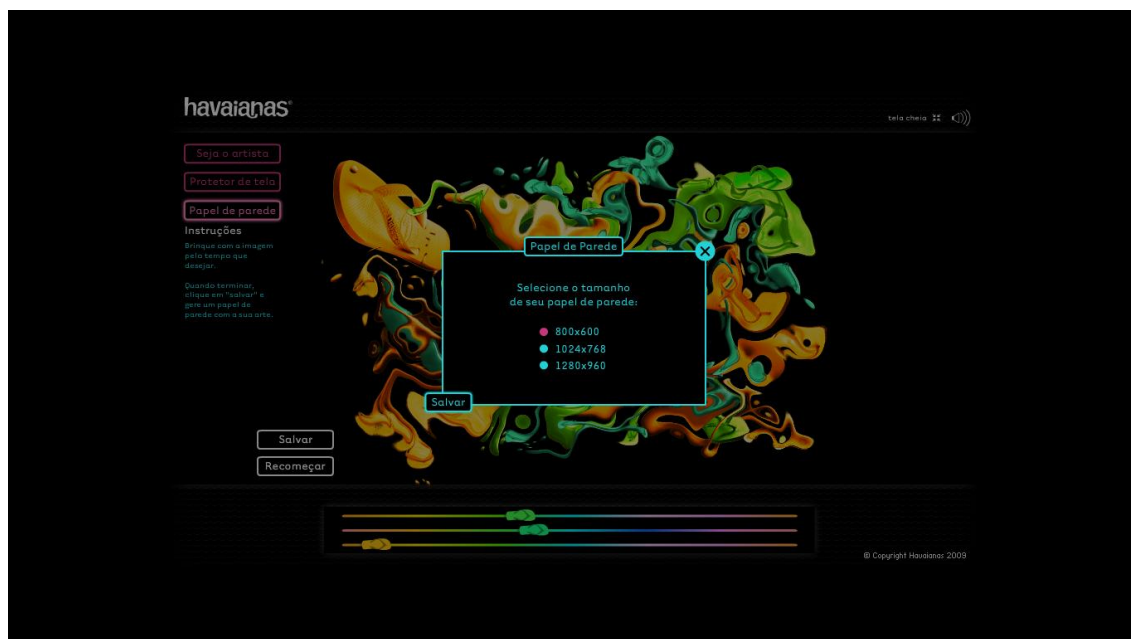 havaianas®
tela cheia
Seja o artista
Protetor de tela
Papel de parede
Instruções
Brinque com a imagem
pelo tempo que
desejar.
Quando terminar,
clique em "salvar" e
gere um papel de
parede com a sua arte.
Papel de Parede
Selecione o tamanho
de seu papel de parede:
800x600
1024x768
1280x960
Salvar
Salvar
Recomeçar
© Copyright Havaianas 2009